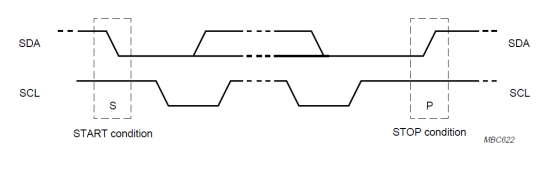 SDA
SDA
SCL
SCL
S
P
START condition
STOP condition
MBC622